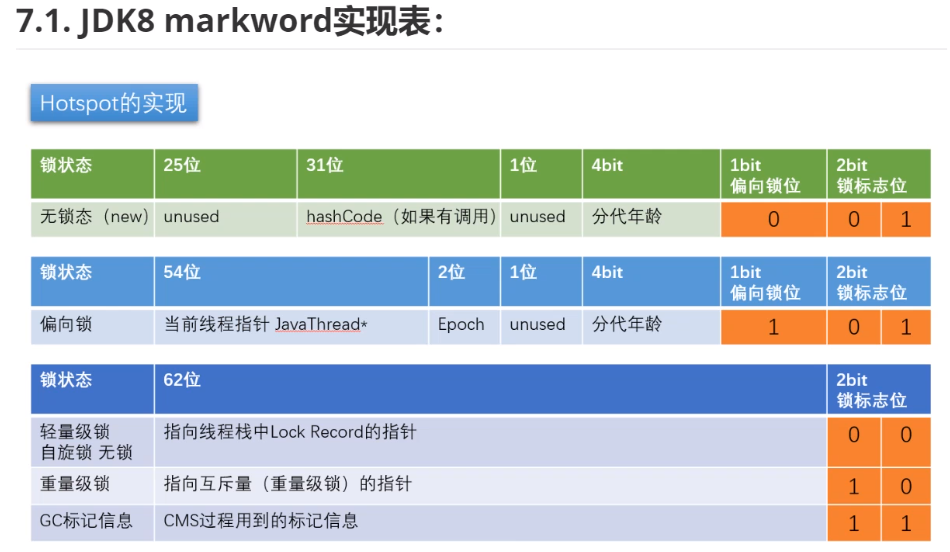 7.1. JDK8 markword实现表：
Hotspot的实现
锁状态 25位 31位 1位 4bit 1bit 2bit
偏向锁位 锁标志位
无锁态（new） unused hashCode（如果有调用） unused 分代年龄 0 0 1
锁状态 54位 2位 1位 4bit 1bit 2bit
偏向锁位 锁标志位
偏向锁 当前线程指针 JavaThread* Epoch unused 分代年龄 1 0 1
锁状态 62位 2bit
锁标志位
轻量级锁 指向线程栈中Lock Record的指针 0 0
自旋锁 无锁
重量级锁 指向互斥量（重量级锁）的指针 1 0
GC标记信息 CMS过程用到的标记信息 1 1